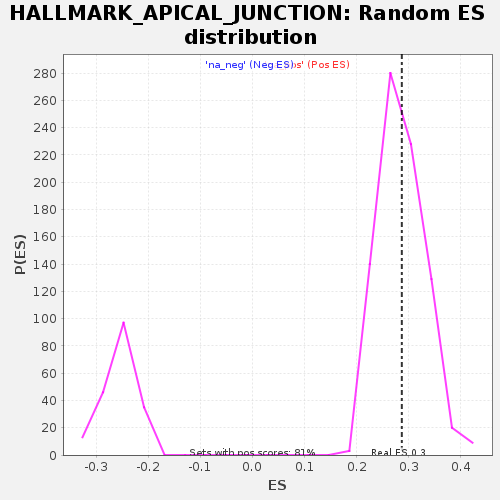 HALLMARK_APICAL_JUNCTION: Random ES
distribution
'na_neg' (Neg ES) (Pos ES)
280
260
240
220
200
180
160
140
120
100
80
60
40
20
0
P(ES)
Sets with pos scores: 81%
Real ES 0.3
-0.3 -0.2 -0.1 0.0 0.1 0.2 0.3 0.4
ES